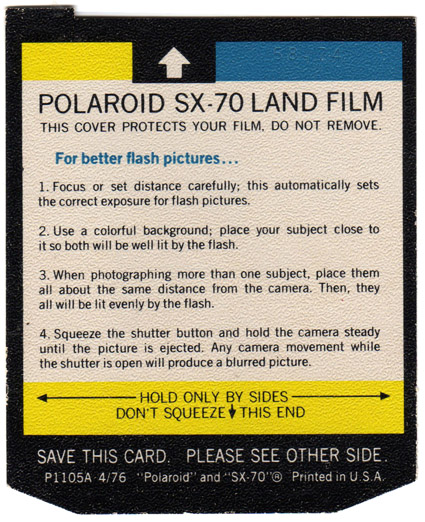 POLAROID SX-70 LAND FILM
THIS COVER PROTECTS YOUR FILM, DO NOT REMOVE.
For better flash pictures...
1. Focus or set distance carefully; this automatically sets
the correct exposure for flash pictures.
2. Use a colorful background; place your subject close to
it so both will be well lit by the flash.
3. When photographing more than one subject, place them
all about the same distance from the camera. Then, they
all will be lit evenly by the flash.
4. Squeeze the shutter button and hold the camera steady
until the picture is ejected. Any camera movement while
the shutter is open will produce a blurred picture.
HOLD ONLY BY SIDES
DON'T SQUEEZE THIS END
SAVE THIS CARD. PLEASE SEE OTHER SIDE.
P1105A-4/76 "Polaroid" and "SX-70"® Printed in U.S.A.